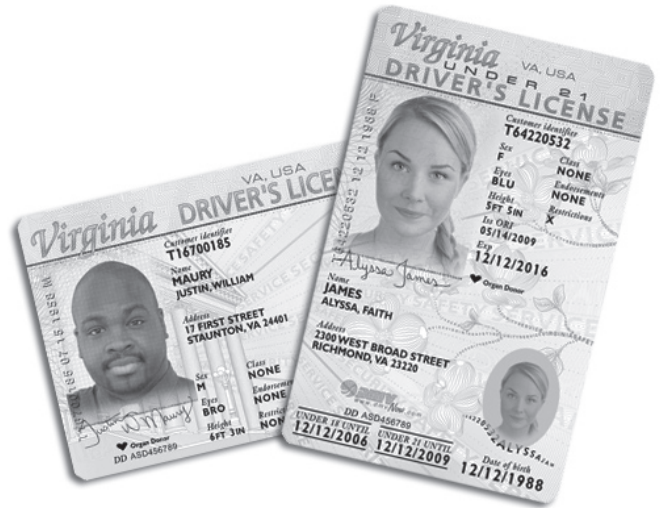 Virginia
VA, USA
DRIVER'S LICE
Customer identifier
T16700185
Name
MAURY
JUSTIN, WILLIAM
Address
17 FIRST STREET
STAUNTON, VA 24401
Sex
M
Class
NONE
Eyes
BRO
Endorseme
NONE
Height
6FT 3IN
Restric
NON
Organ Donor
DD ASD456789
Virginia
VA, USA
UNDER 21
DRIVER'S LICENSE
Customer identifier
T64220532
Sex
F
Class
NONE
Eyes
BLU
Endorsements
NONE
Height
5FT 5IN
Restrictions
X
Iss ORI
05/14/2009
Exp
12/12/2016
Organ Donor
Alyssa James
Name
JAMES
ALYSSA, FAITH
Address
2300 WEST BROAD STREET
RICHMOND, VA 23220
DD ASD456789
UNDER 18 UNTIL
12/12/2006
UNDER 21 UNTIL
12/12/2009
Date of birth
12/12/1988